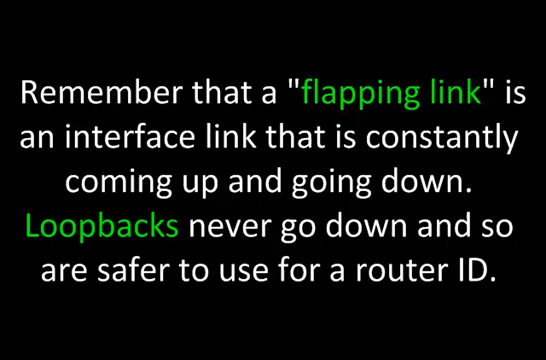 Remember that a "flapping link" is
an interface link that is constantly
coming up and going down.
Loopbacks never go down and so
are safer to use for a router ID.